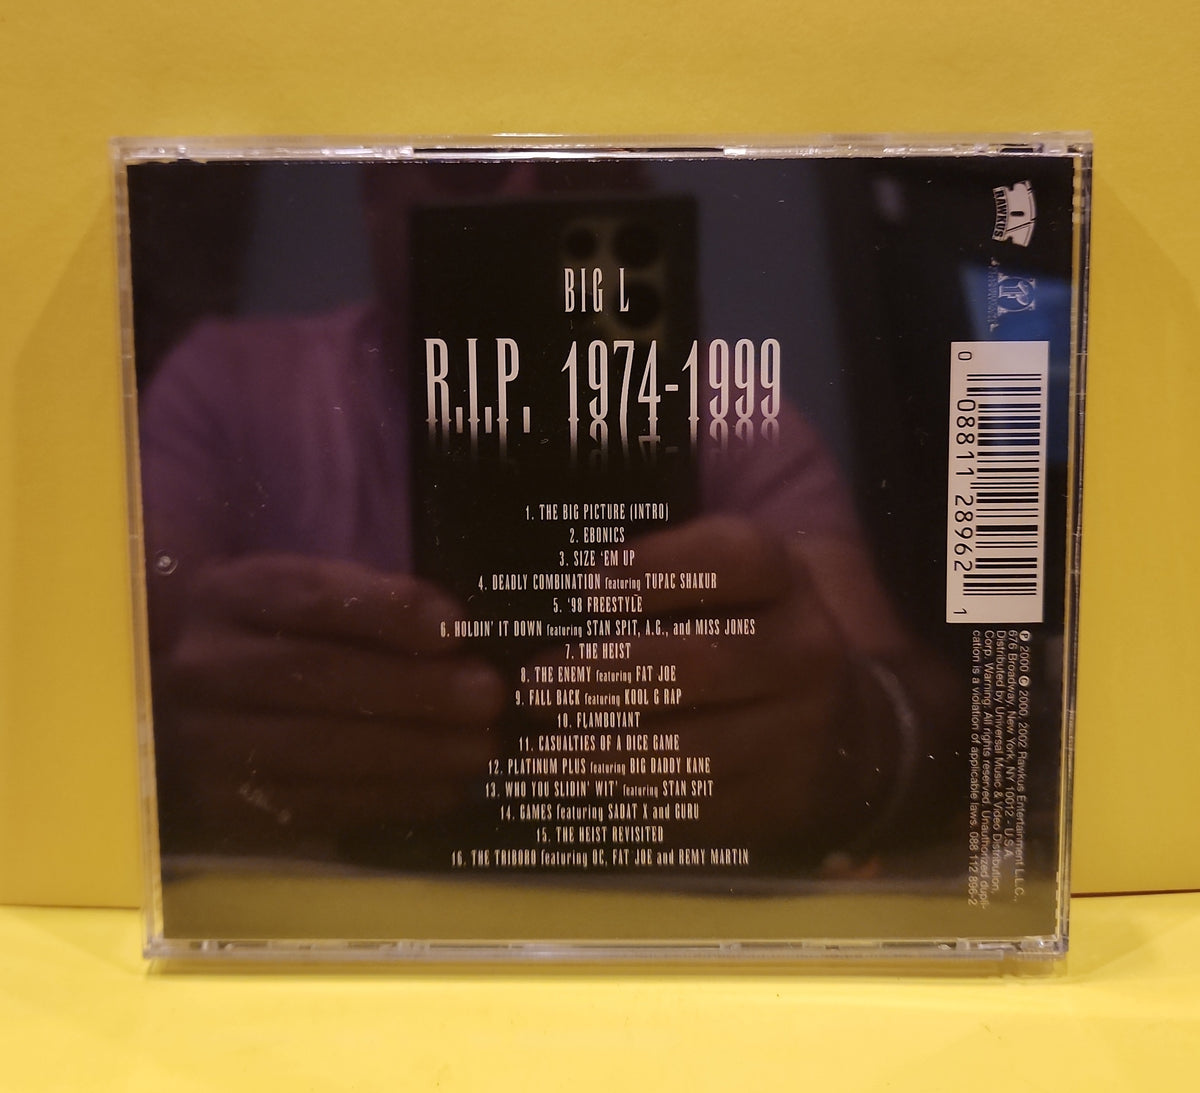 BIG L
R.I.P. 1974-1999
1. THE BIG PICTURE (INTRO)
2. EBONICS
3. SIZE 'EM UP
4. DEADLY COMBINATION featuring TUPAC SHAKUR
5. '98 FREESTYLE
6. HOLDIN' IT DOWN featuring STAN SPIT, A.G., and MISS JONES
7. THE HEIST
8. THE ENEMY featuring FAT JOE
9. FALL BACK featuring KOOL G RAP
10. FLAMBOYANT
11. CASUALTIES OF A DICE GAME
12. PLATINUM PLUS featuring BIG DADDY KANE
13. WHO YOU SLIDIN' WIT' featuring STAN SPIT
14. GAMES featuring SADAT X and GURU
15. THE HEIST REVISITED
16. THE TRIBORO featuring OC, FAT JOE and REMY MARTIN
RAWKUS
0 08811 28962 1
℗ 2000 © 2000, 2002 Rawkus Entertainment L.L.C.,
676 Broadway, New York, NY 10012 - U.S.A.
Distributed by Universal Music & Video Distribution,
Corp. Warning: All rights reserved. Unauthorized dupli-
cation is a violation of applicable laws. 088 112 896-2